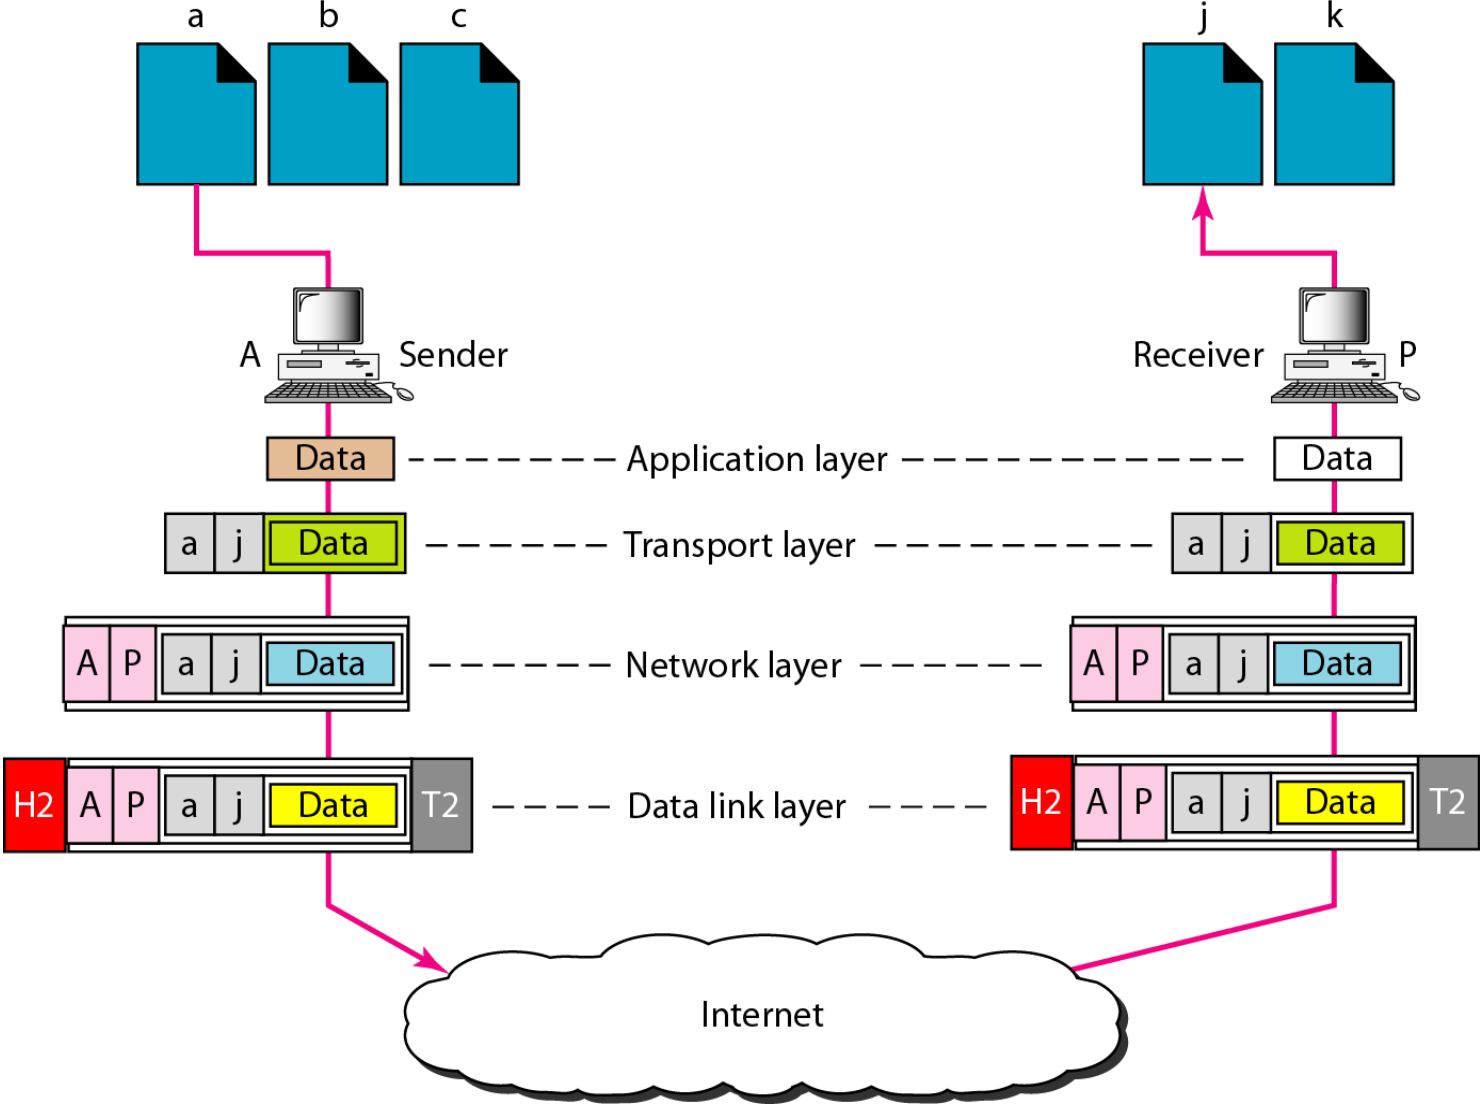 a b c j k
A Sender Receiver P
Data Application layer Data
a j Data Transport layer a j Data
A P a j Data Network layer A P a j Data
H2 A P a j Data T2 Data link layer H2 A P a j Data T2
Internet